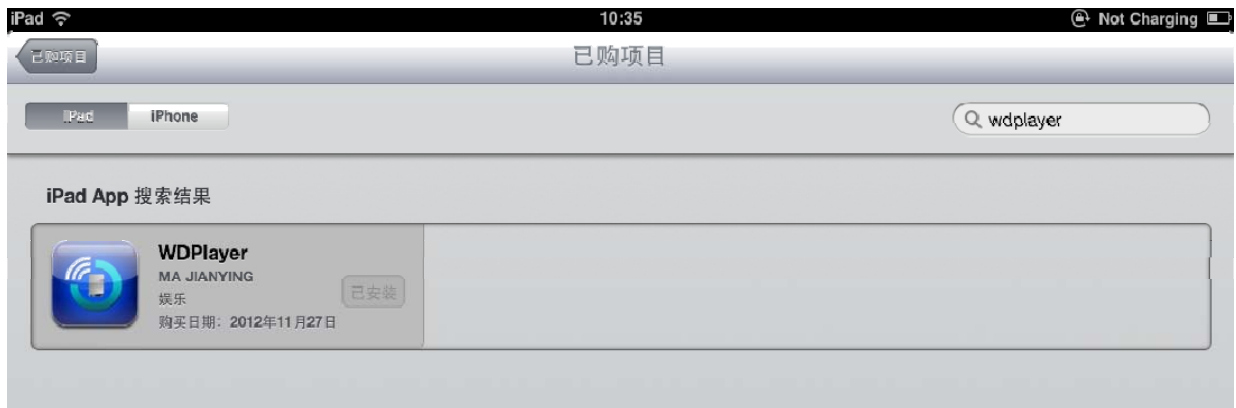 iPad 10:35 Not Charging
已购项目 已购项目
iPad iPhone wdplayer
iPad App 搜索结果
WDPlayer
MA JIANYING
娱乐
已安装
购买日期：2012年11月27日